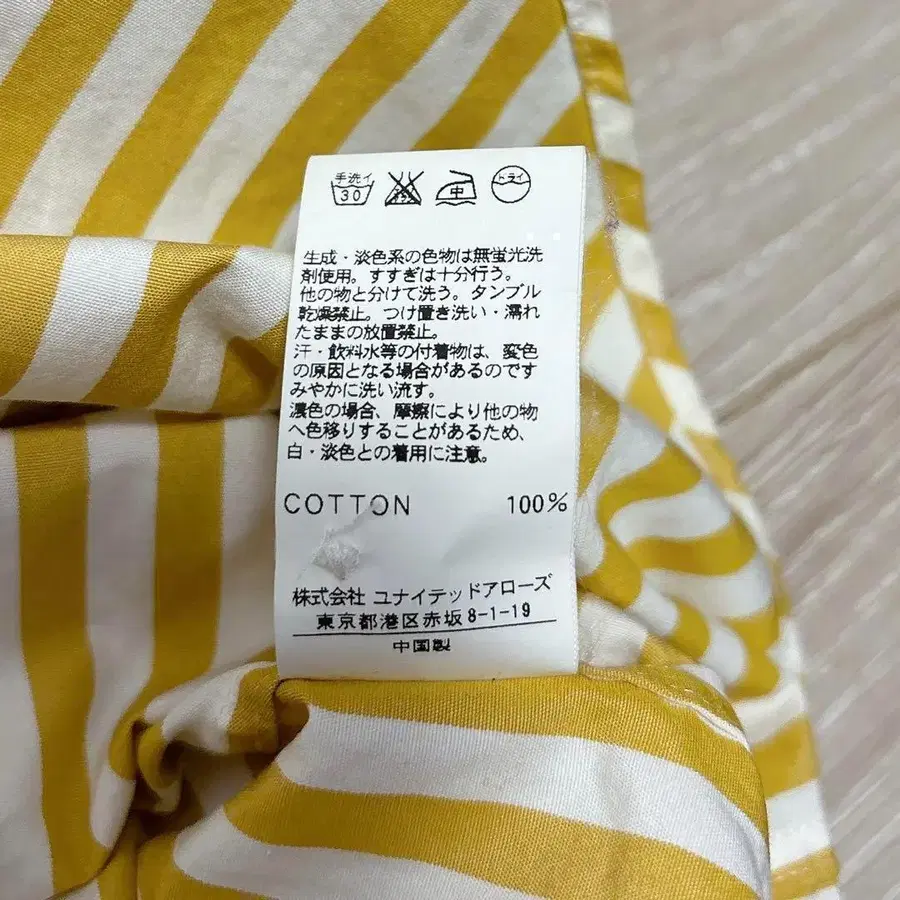 手洗イ 30 エンソサラシ 中 ドライ
生成・淡色系の色物は無蛍光洗
剤使用。すすぎは十分行う。
他の物と分けて洗う。タンブル
乾燥禁止。つけ置き洗い・濡れ
たままの放置禁止。
汗・飲料水等の付着物は、変色
の原因となる場合があるのです
みやかに洗い流す。
濃色の場合、摩擦により他の物
へ色移りすることがあるため、
白・淡色との着用に注意。
COTTON 100%
株式会社 ユナイテッドアローズ
東京都港区赤坂8-1-19
中国製